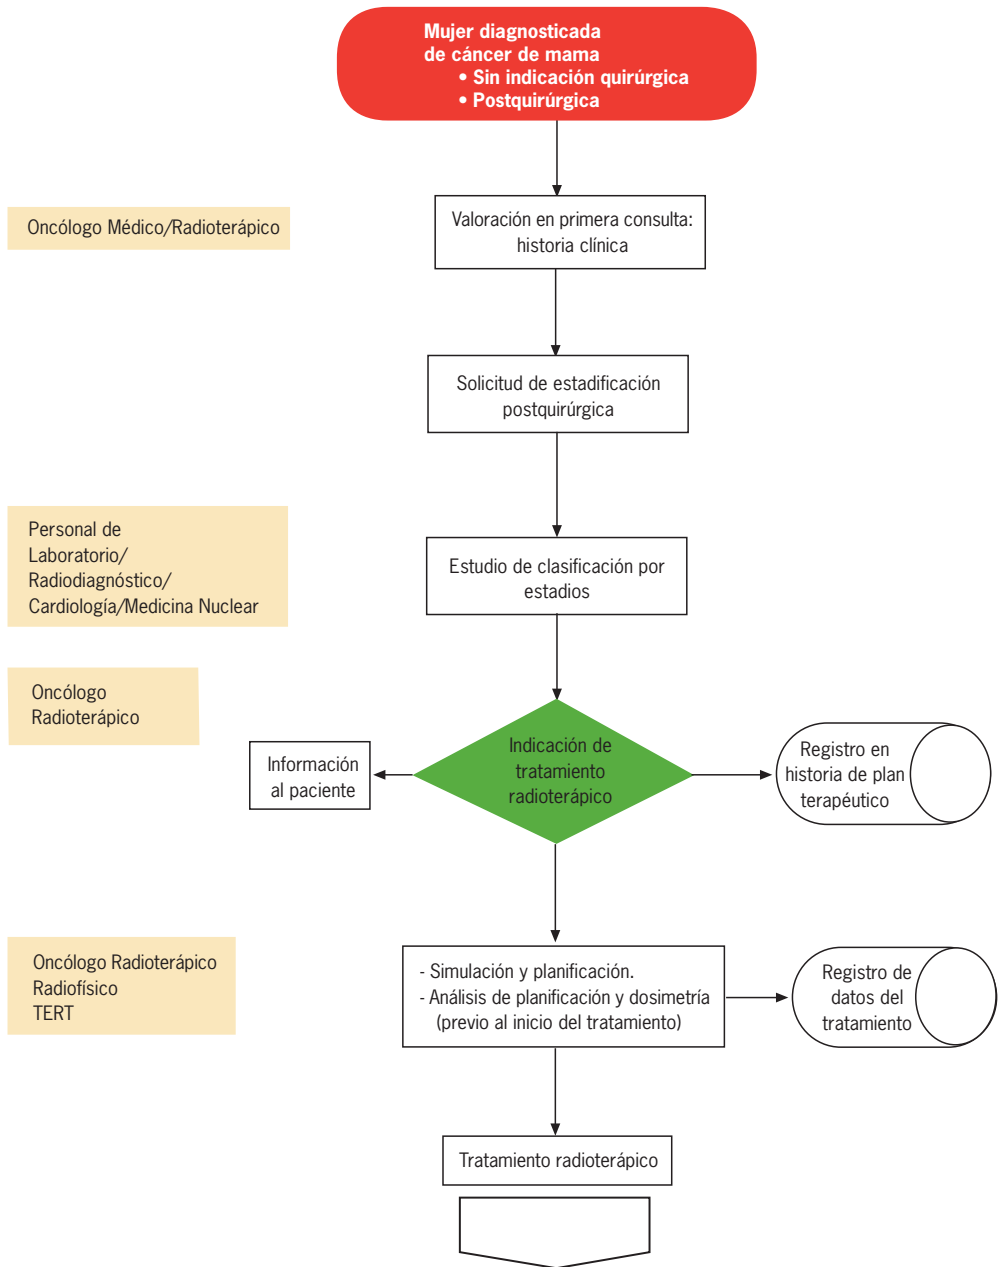 Mujer diagnosticada
de cáncer de mama
• Sin indicación quirúrgica
• Postquirúrgica
Oncólogo Médico/Radioterápico
Valoración en primera consulta:
historia clínica
Solicitud de estadificación
postquirúrgica
Personal de
Laboratorio/
Radiodiagnóstico/
Cardiología/Medicina Nuclear
Estudio de clasificación por
estadios
Oncólogo
Radioterápico
Información
al paciente
Indicación de
tratamiento
radioterápico
Registro en
historia de plan
terapéutico
Oncólogo Radioterápico
Radiofísico
TERT
- Simulación y planificación.
- Análisis de planificación y dosimetría
(previo al inicio del tratamiento)
Registro de
datos del
tratamiento
Tratamiento radioterápico